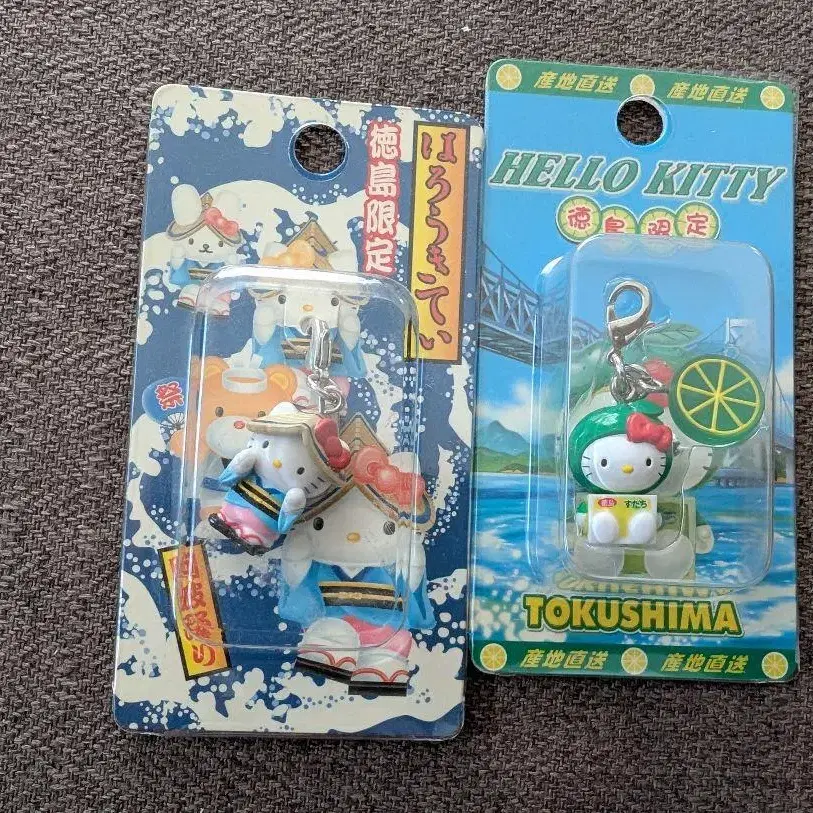 はろうきてぃ
徳島限定
祭
阿波踊り
産地直送 産地直送
HELLO KITTY
徳島限定
徳島 すだち
TOKUSHIMA
産地直送 産地直送